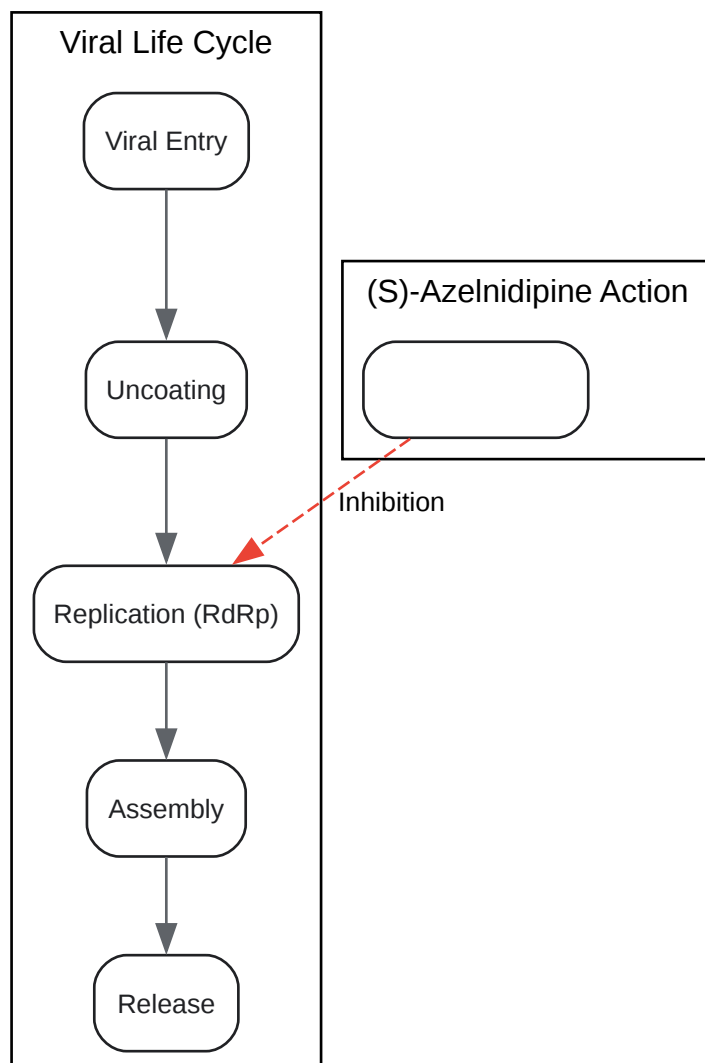 Viral Life Cycle
Viral Entry
(S)-Azelnidipine Action
Uncoating
Inhibition
Replication (RdRp)
Assembly
Release